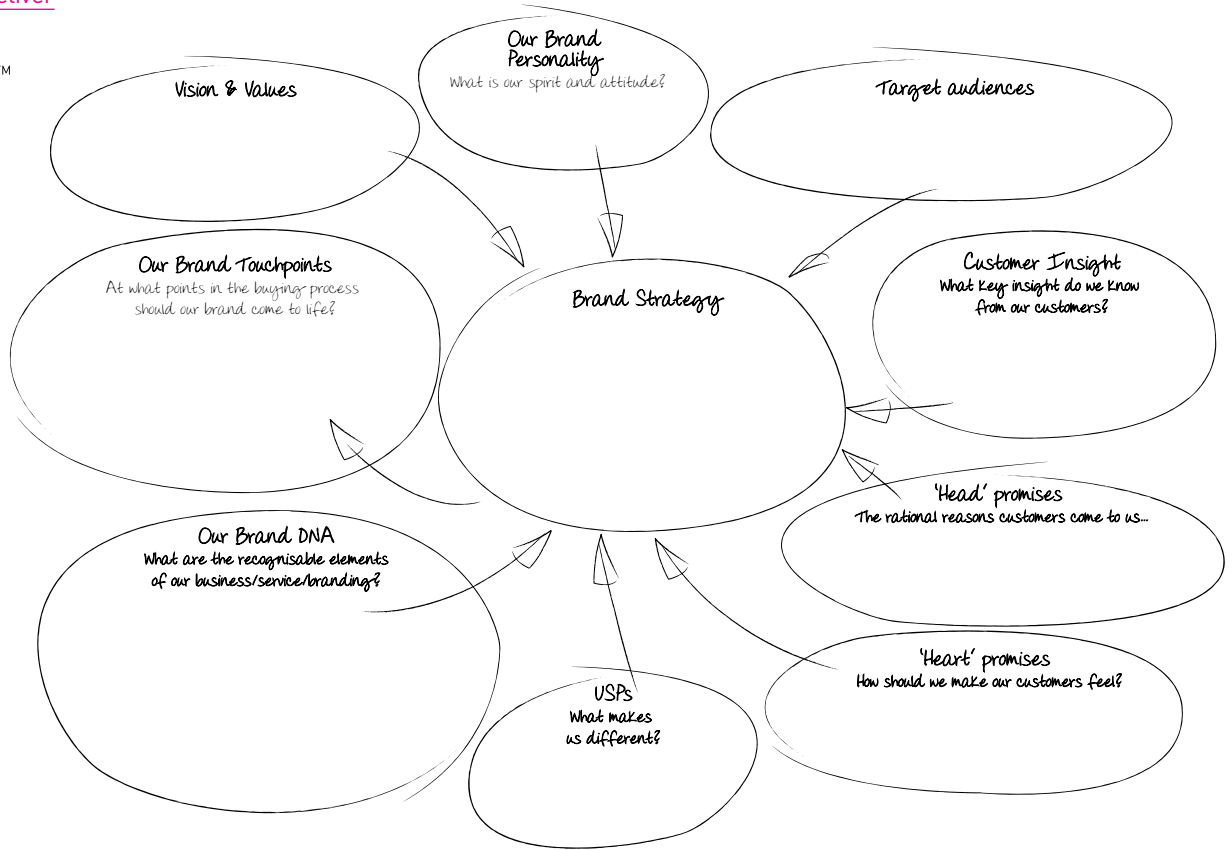 TM
Our Brand
Personality
What is our spirit and attitude?
Vision & Values
Target audiences
Our Brand Touchpoints
At what points in the buying process
should our brand come to life?
Brand Strategy
Customer Insight
What key insight do we know
from our customers?
'Head' promises
The rational reasons customers come to us...
Our Brand DNA
What are the recognisable elements
of our business/service/branding?
'Heart' promises
How should we make our customers feel?
USPs
What makes
us different?